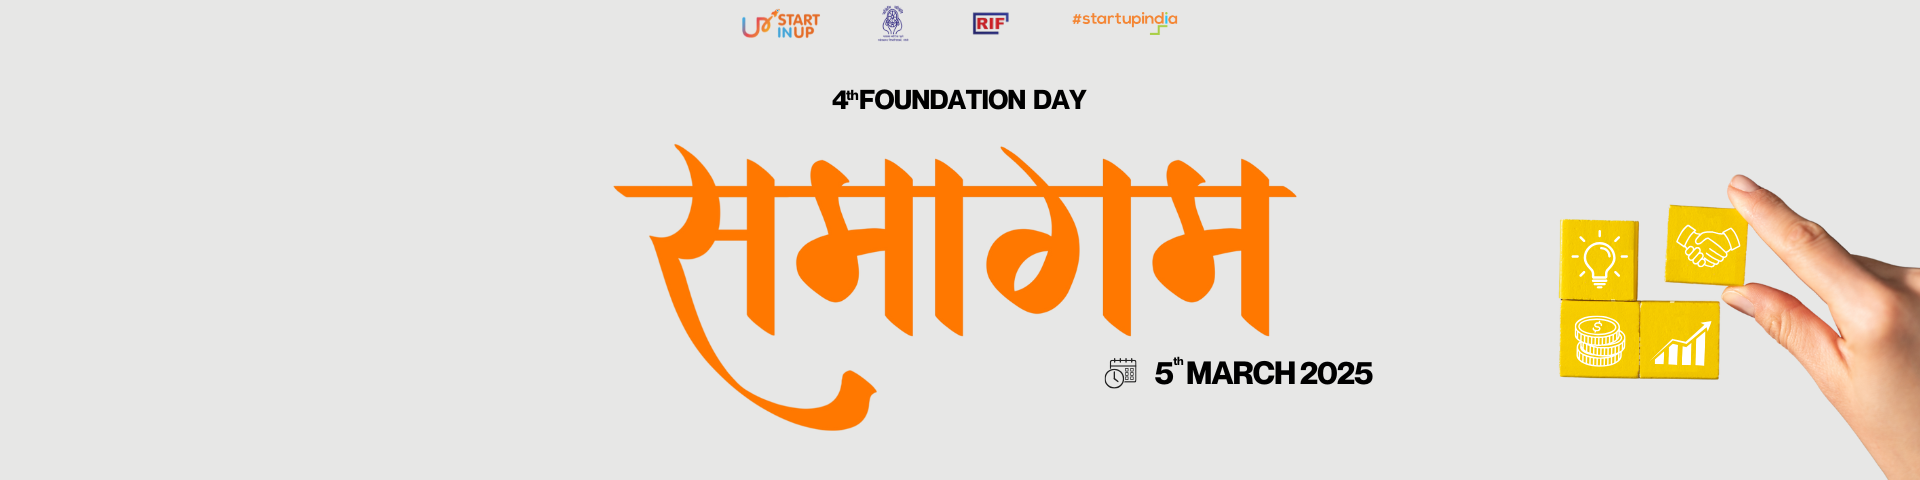 START
INUP
RIF
#startupindia
4th FOUNDATION DAY
समागम
5th MARCH 2025